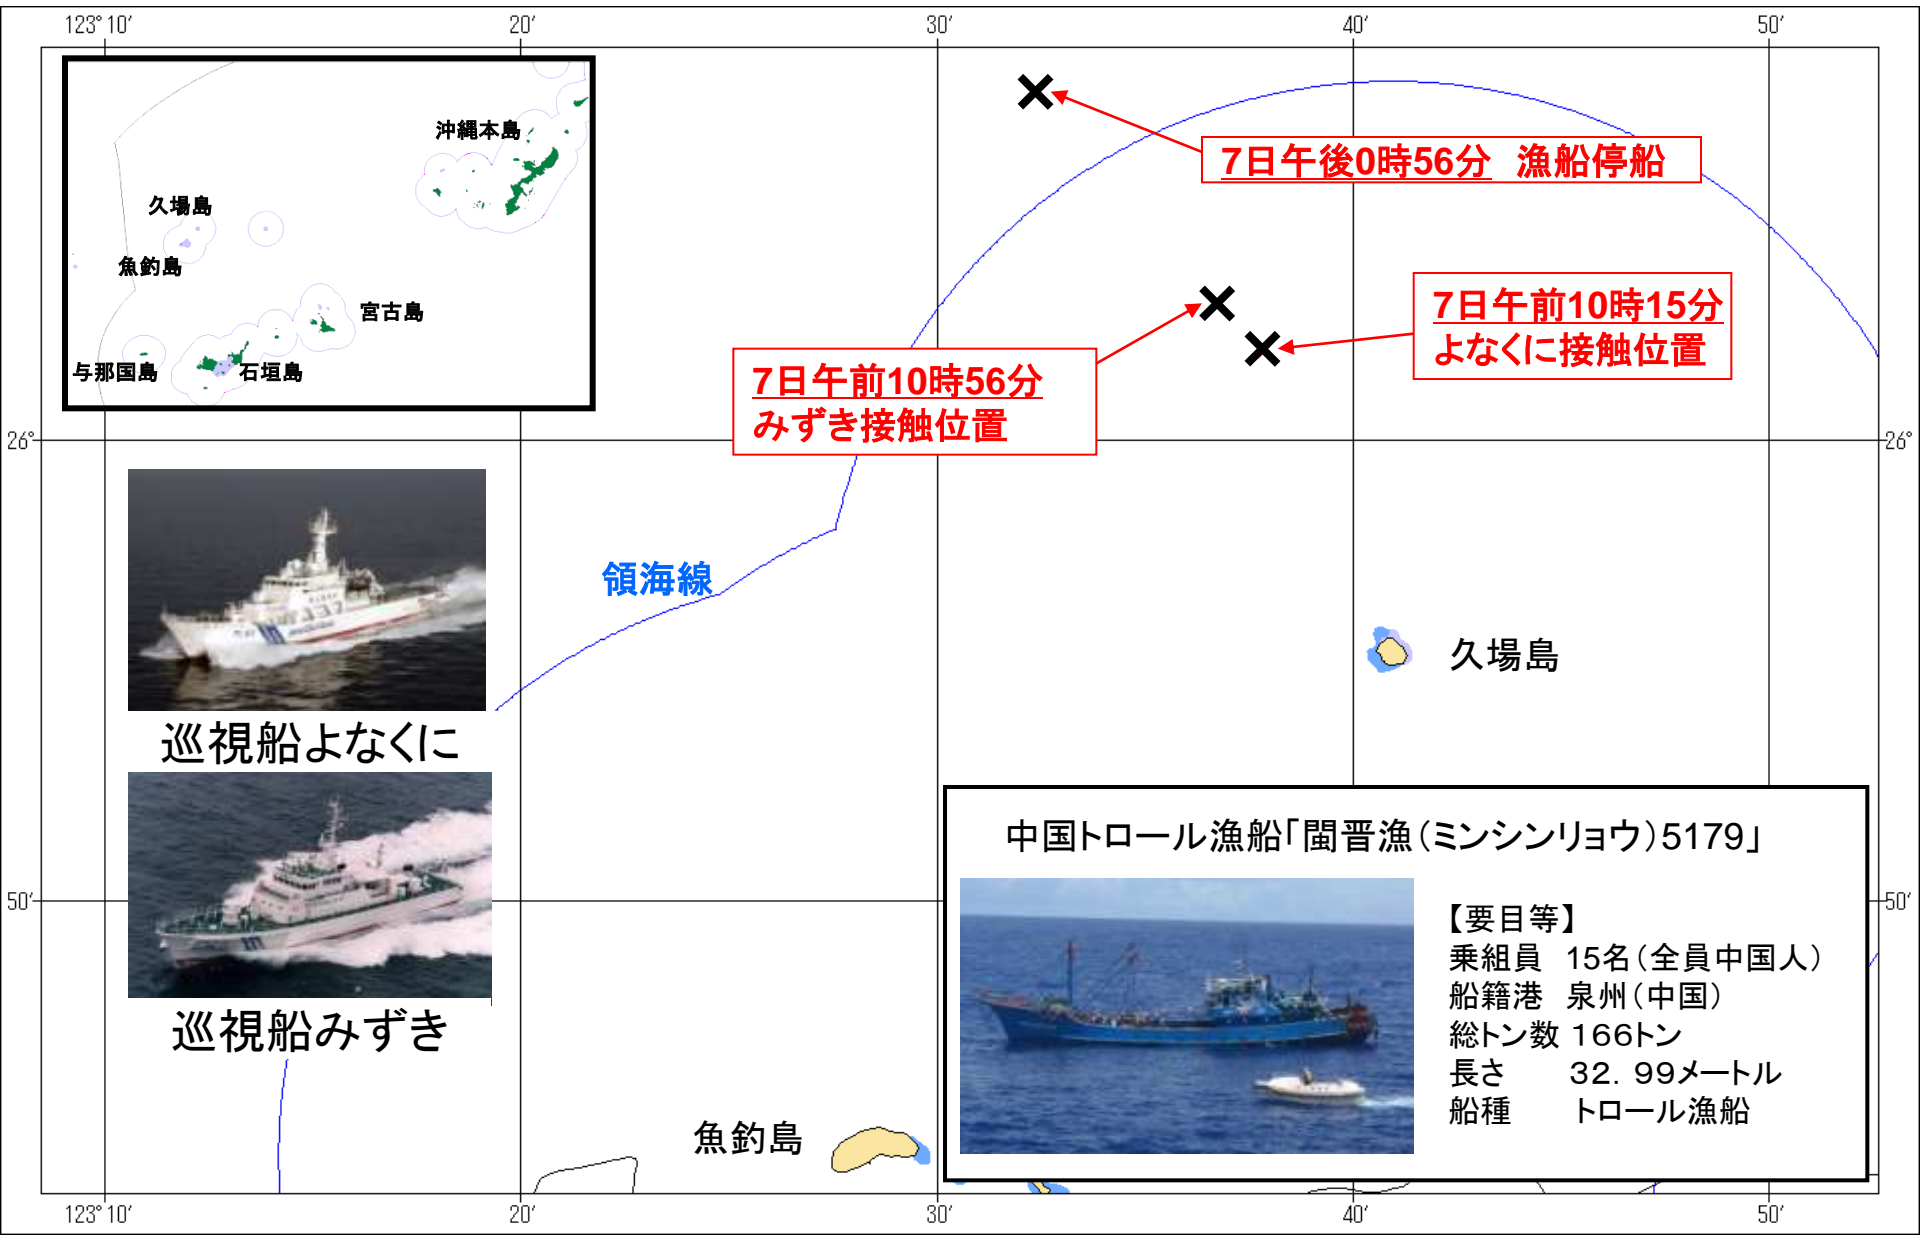 123°10′
20′
30′
40′
50′
沖縄本島
久場島
魚釣島
宮古島
与那国島
石垣島
7日午後0時56分　漁船停船
7日午前10時15分
よなくに接触位置
7日午前10時56分
みずき接触位置
26°
26°
領海線
久場島
巡視船よなくに
巡視船みずき
50′
50′
中国トロール漁船「閩晋漁（ミンシンリョウ）5179」
【要目等】
乗組員　15名（全員中国人）
船籍港　泉州（中国）
総トン数 166トン
長さ　　32．99メートル
船種　　トロール漁船
魚釣島
123°10′
20′
30′
40′
50′